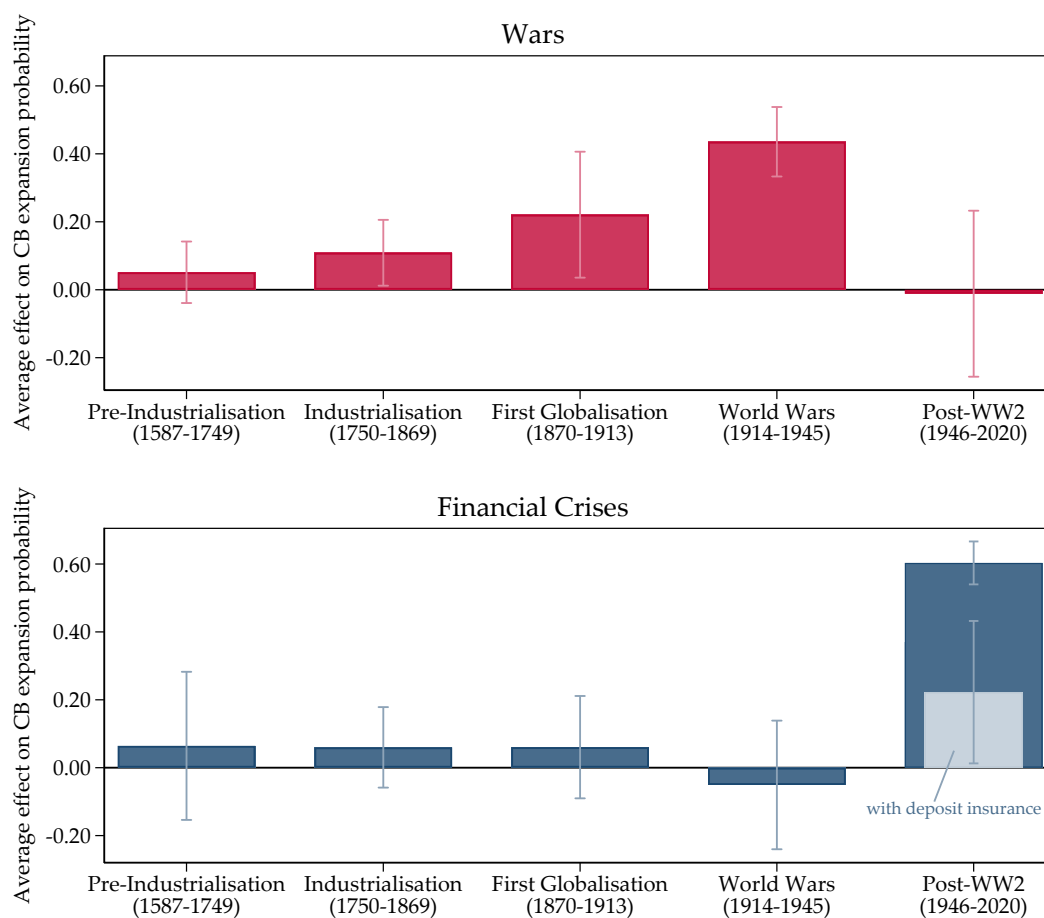 Wars
Average effect on CB expansion probability
0.60
0.40
0.20
0.00
-0.20
Pre-Industrialisation
(1587-1749)
Industrialisation
(1750-1869)
First Globalisation
(1870-1913)
World Wars
(1914-1945)
Post-WW2
(1946-2020)
Financial Crises
Average effect on CB expansion probability
0.60
0.40
0.20
0.00
-0.20
with deposit insurance
Pre-Industrialisation
(1587-1749)
Industrialisation
(1750-1869)
First Globalisation
(1870-1913)
World Wars
(1914-1945)
Post-WW2
(1946-2020)